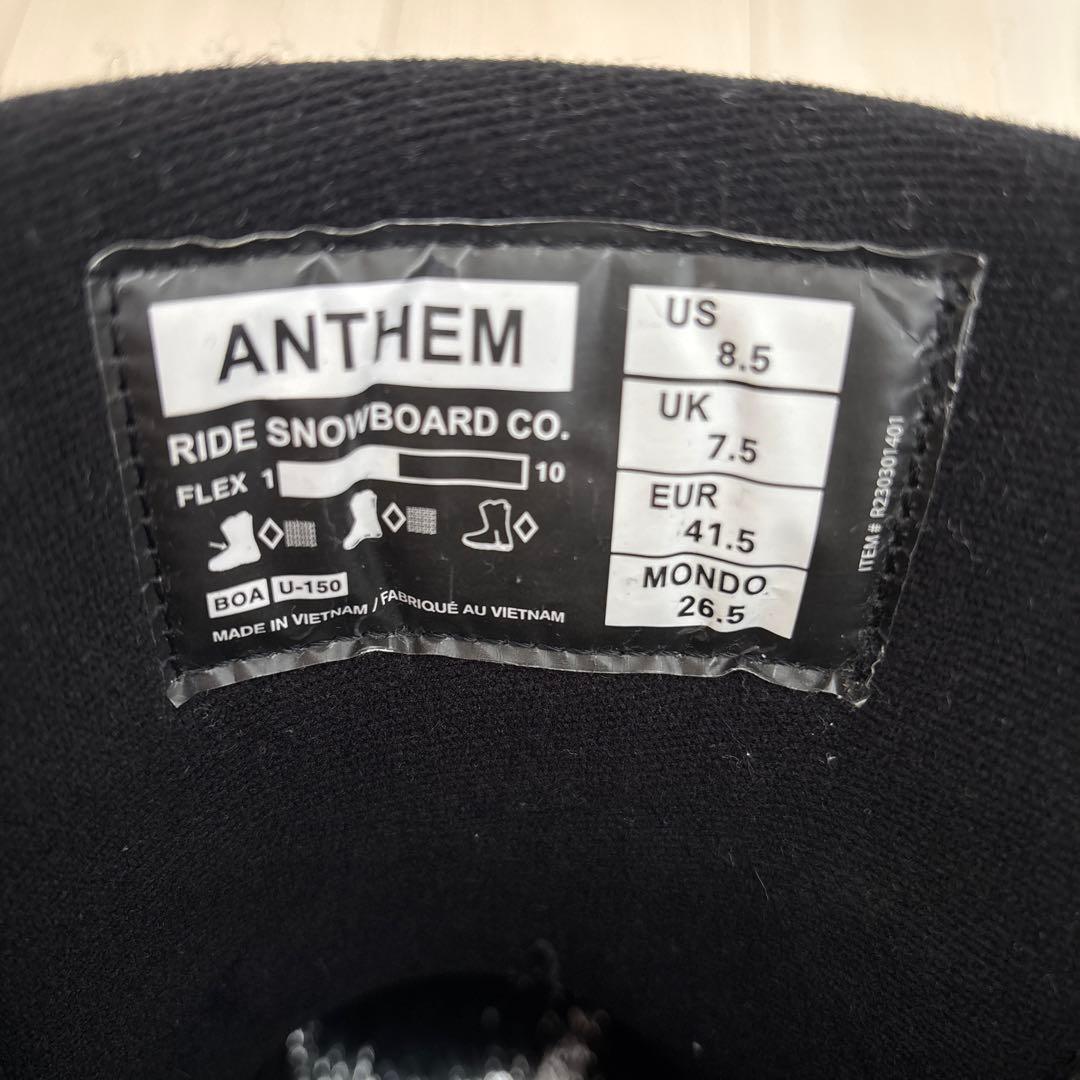 ANTHEM
RIDE SNOWBOARD CO.
FLEX 1 10
BOA U-150
MADE IN VIETNAM / FABRIQUÉ AU VIETNAM
US
8.5
UK
7.5
EUR
41.5
MONDO
26.5
ITEM# R230301401